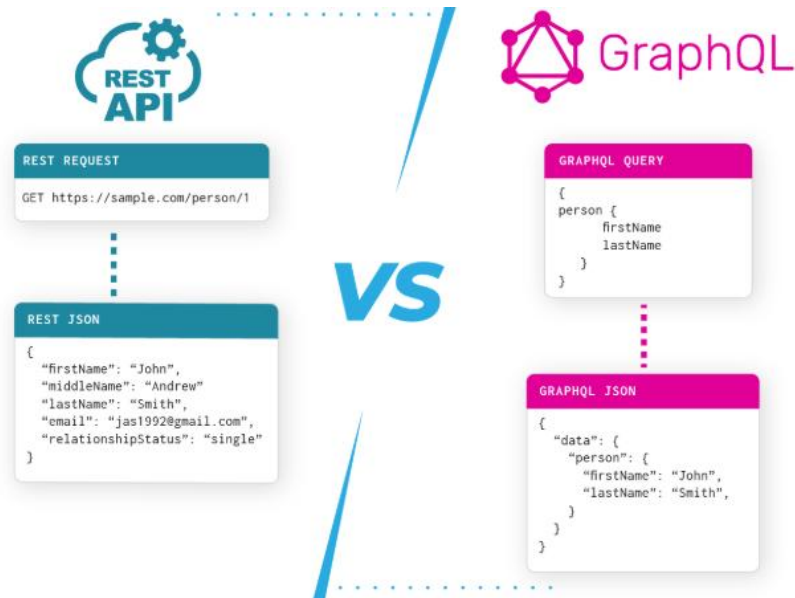 REST
API
REST REQUEST
GET https://sample.com/person/1
REST JSON
{
"firstName": "John",
"middleName": "Andrew"
"lastName": "Smith",
"email": "jas1992@gmail.com",
"relationshipStatus": "single"
}
VS
GraphQL
GRAPHQL QUERY
{
person {
firstName
lastName
}
}
GRAPHQL JSON
{
"data": {
"person": {
"firstName": "John",
"lastName": "Smith",
}
}
}